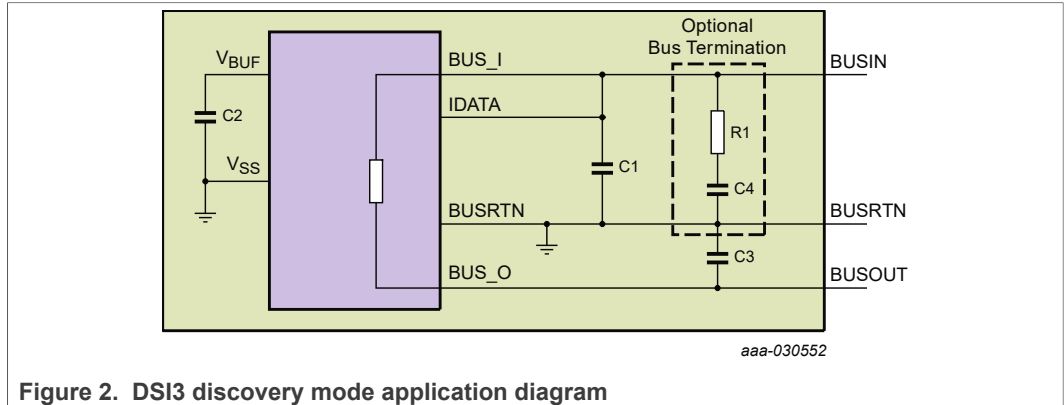 Optional
Bus Termination
VBUF
BUS_I
BUSIN
IDATA
C2
R1
VSS
C1
C4
BUSRTN
BUSRTN
C3
BUS_O
BUSOUT
aaa-030552
Figure 2. DSI3 discovery mode application diagram